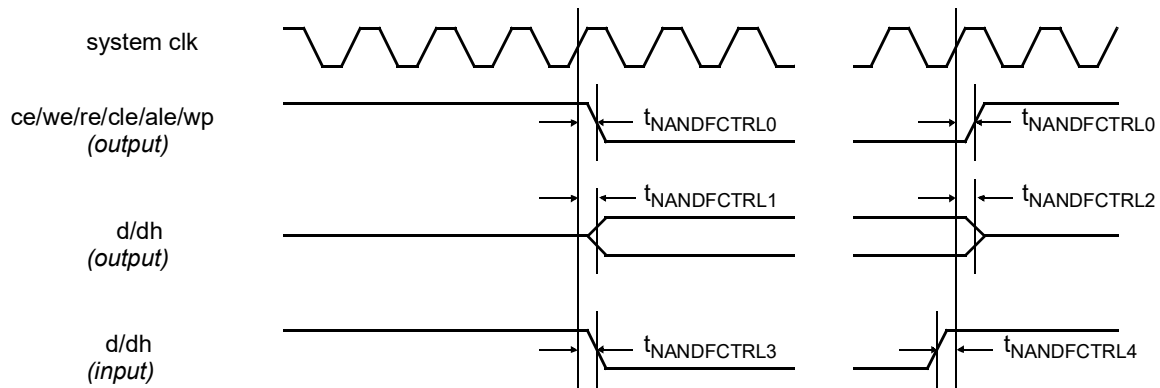 system clk
ce/we/re/cle/ale/wp
(output)
tNANDFCTRL0
tNANDFCTRL0
d/dh
(output)
tNANDFCTRL1
tNANDFCTRL2
d/dh
(input)
tNANDFCTRL3
tNANDFCTRL4